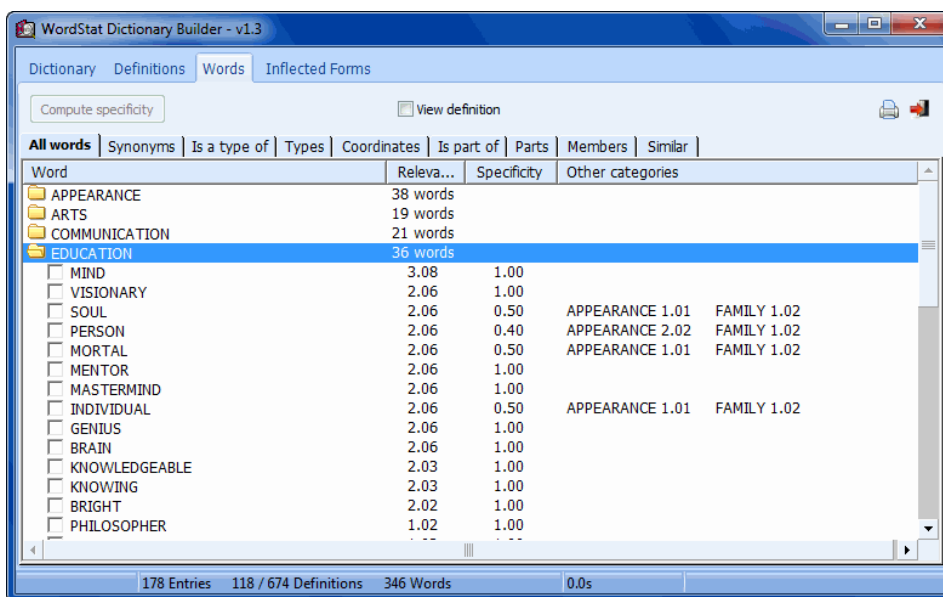 WordStat Dictionary Builder - v1.3
Dictionary Definitions Words Inflected Forms
Compute specificity View definition
All words Synonyms Is a type of Types Coordinates Is part of Parts Members Similar
Word Releva... Specificity Other categories
APPEARANCE 38 words
ARTS 19 words
COMMUNICATION 21 words
EDUCATION 36 words
MIND 3.08 1.00
VISIONARY 2.06 1.00
SOUL 2.06 0.50 APPEARANCE 1.01 FAMILY 1.02
PERSON 2.06 0.40 APPEARANCE 2.02 FAMILY 1.02
MORTAL 2.06 0.50 APPEARANCE 1.01 FAMILY 1.02
MENTOR 2.06 1.00
MASTERMIND 2.06 1.00
INDIVIDUAL 2.06 0.50 APPEARANCE 1.01 FAMILY 1.02
GENIUS 2.06 1.00
BRAIN 2.06 1.00
KNOWLEDGEABLE 2.03 1.00
KNOWING 2.03 1.00
BRIGHT 2.02 1.00
PHILOSOPHER 1.02 1.00
178 Entries 118 / 674 Definitions 346 Words 0.0s